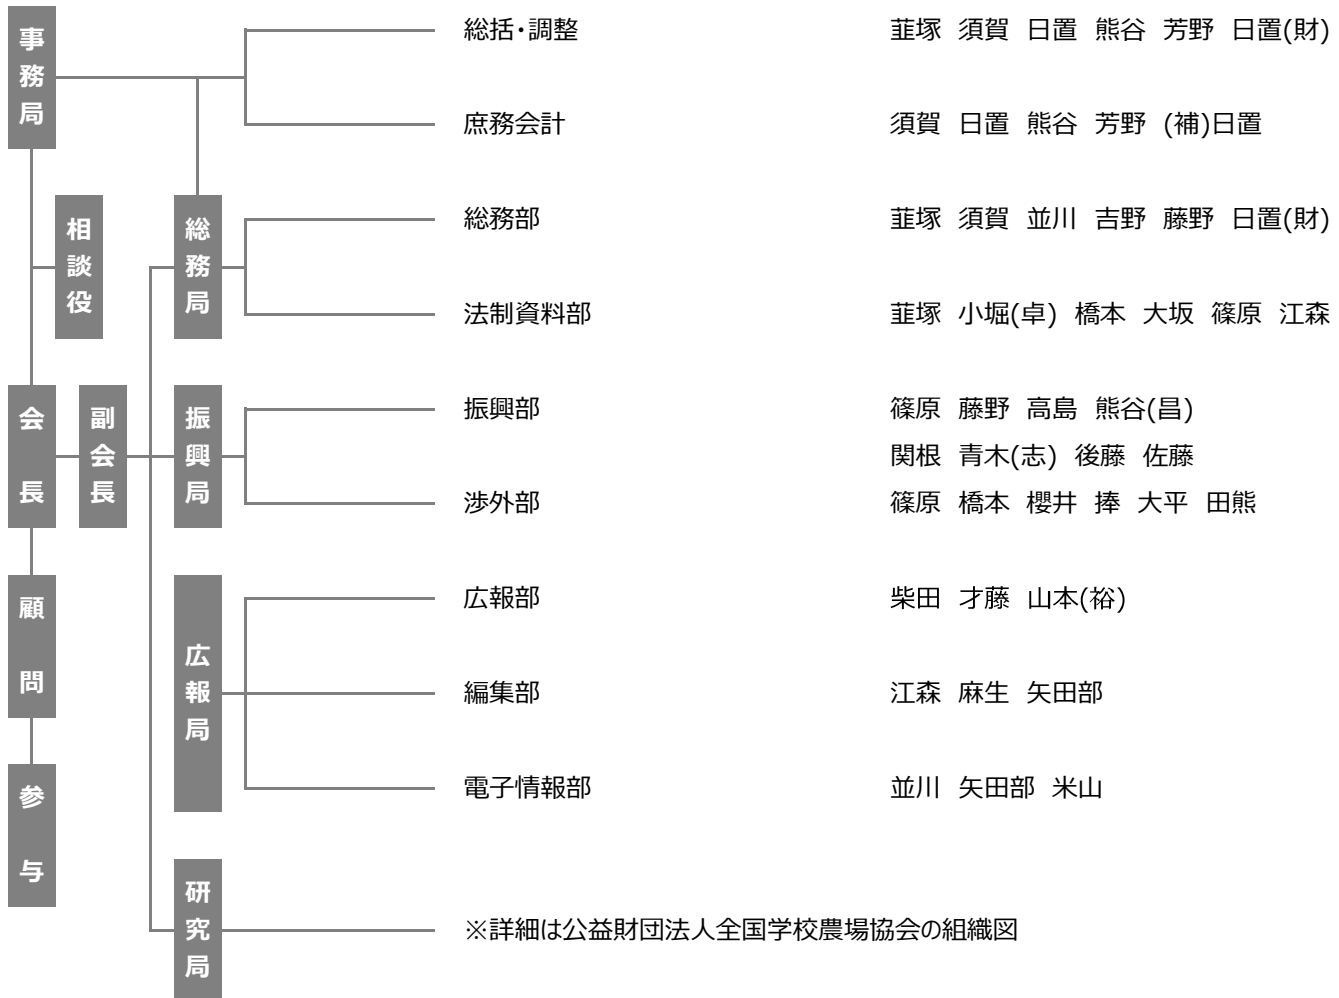 事務局
総括・調整 韮塚 須賀 日置 熊谷 芳野 日置(財)
庶務会計 須賀 日置 熊谷 芳野 (補)日置
相談役
総務局
総務部 韮塚 須賀 並川 吉野 藤野 日置(財)
法制資料部 韮塚 小堀(卓) 橋本 大坂 篠原 江森
会長
副会長
振興局
振興部 篠原 藤野 高島 熊谷(昌)
関根 青木(志) 後藤 佐藤
渉外部 篠原 橋本 櫻井 捧 大平 田熊
顧問
広報局
広報部 柴田 才藤 山本(裕)
編集部 江森 麻生 矢田部
電子情報部 並川 矢田部 米山
参与
研究局
※詳細は公益財団法人全国学校農場協会の組織図